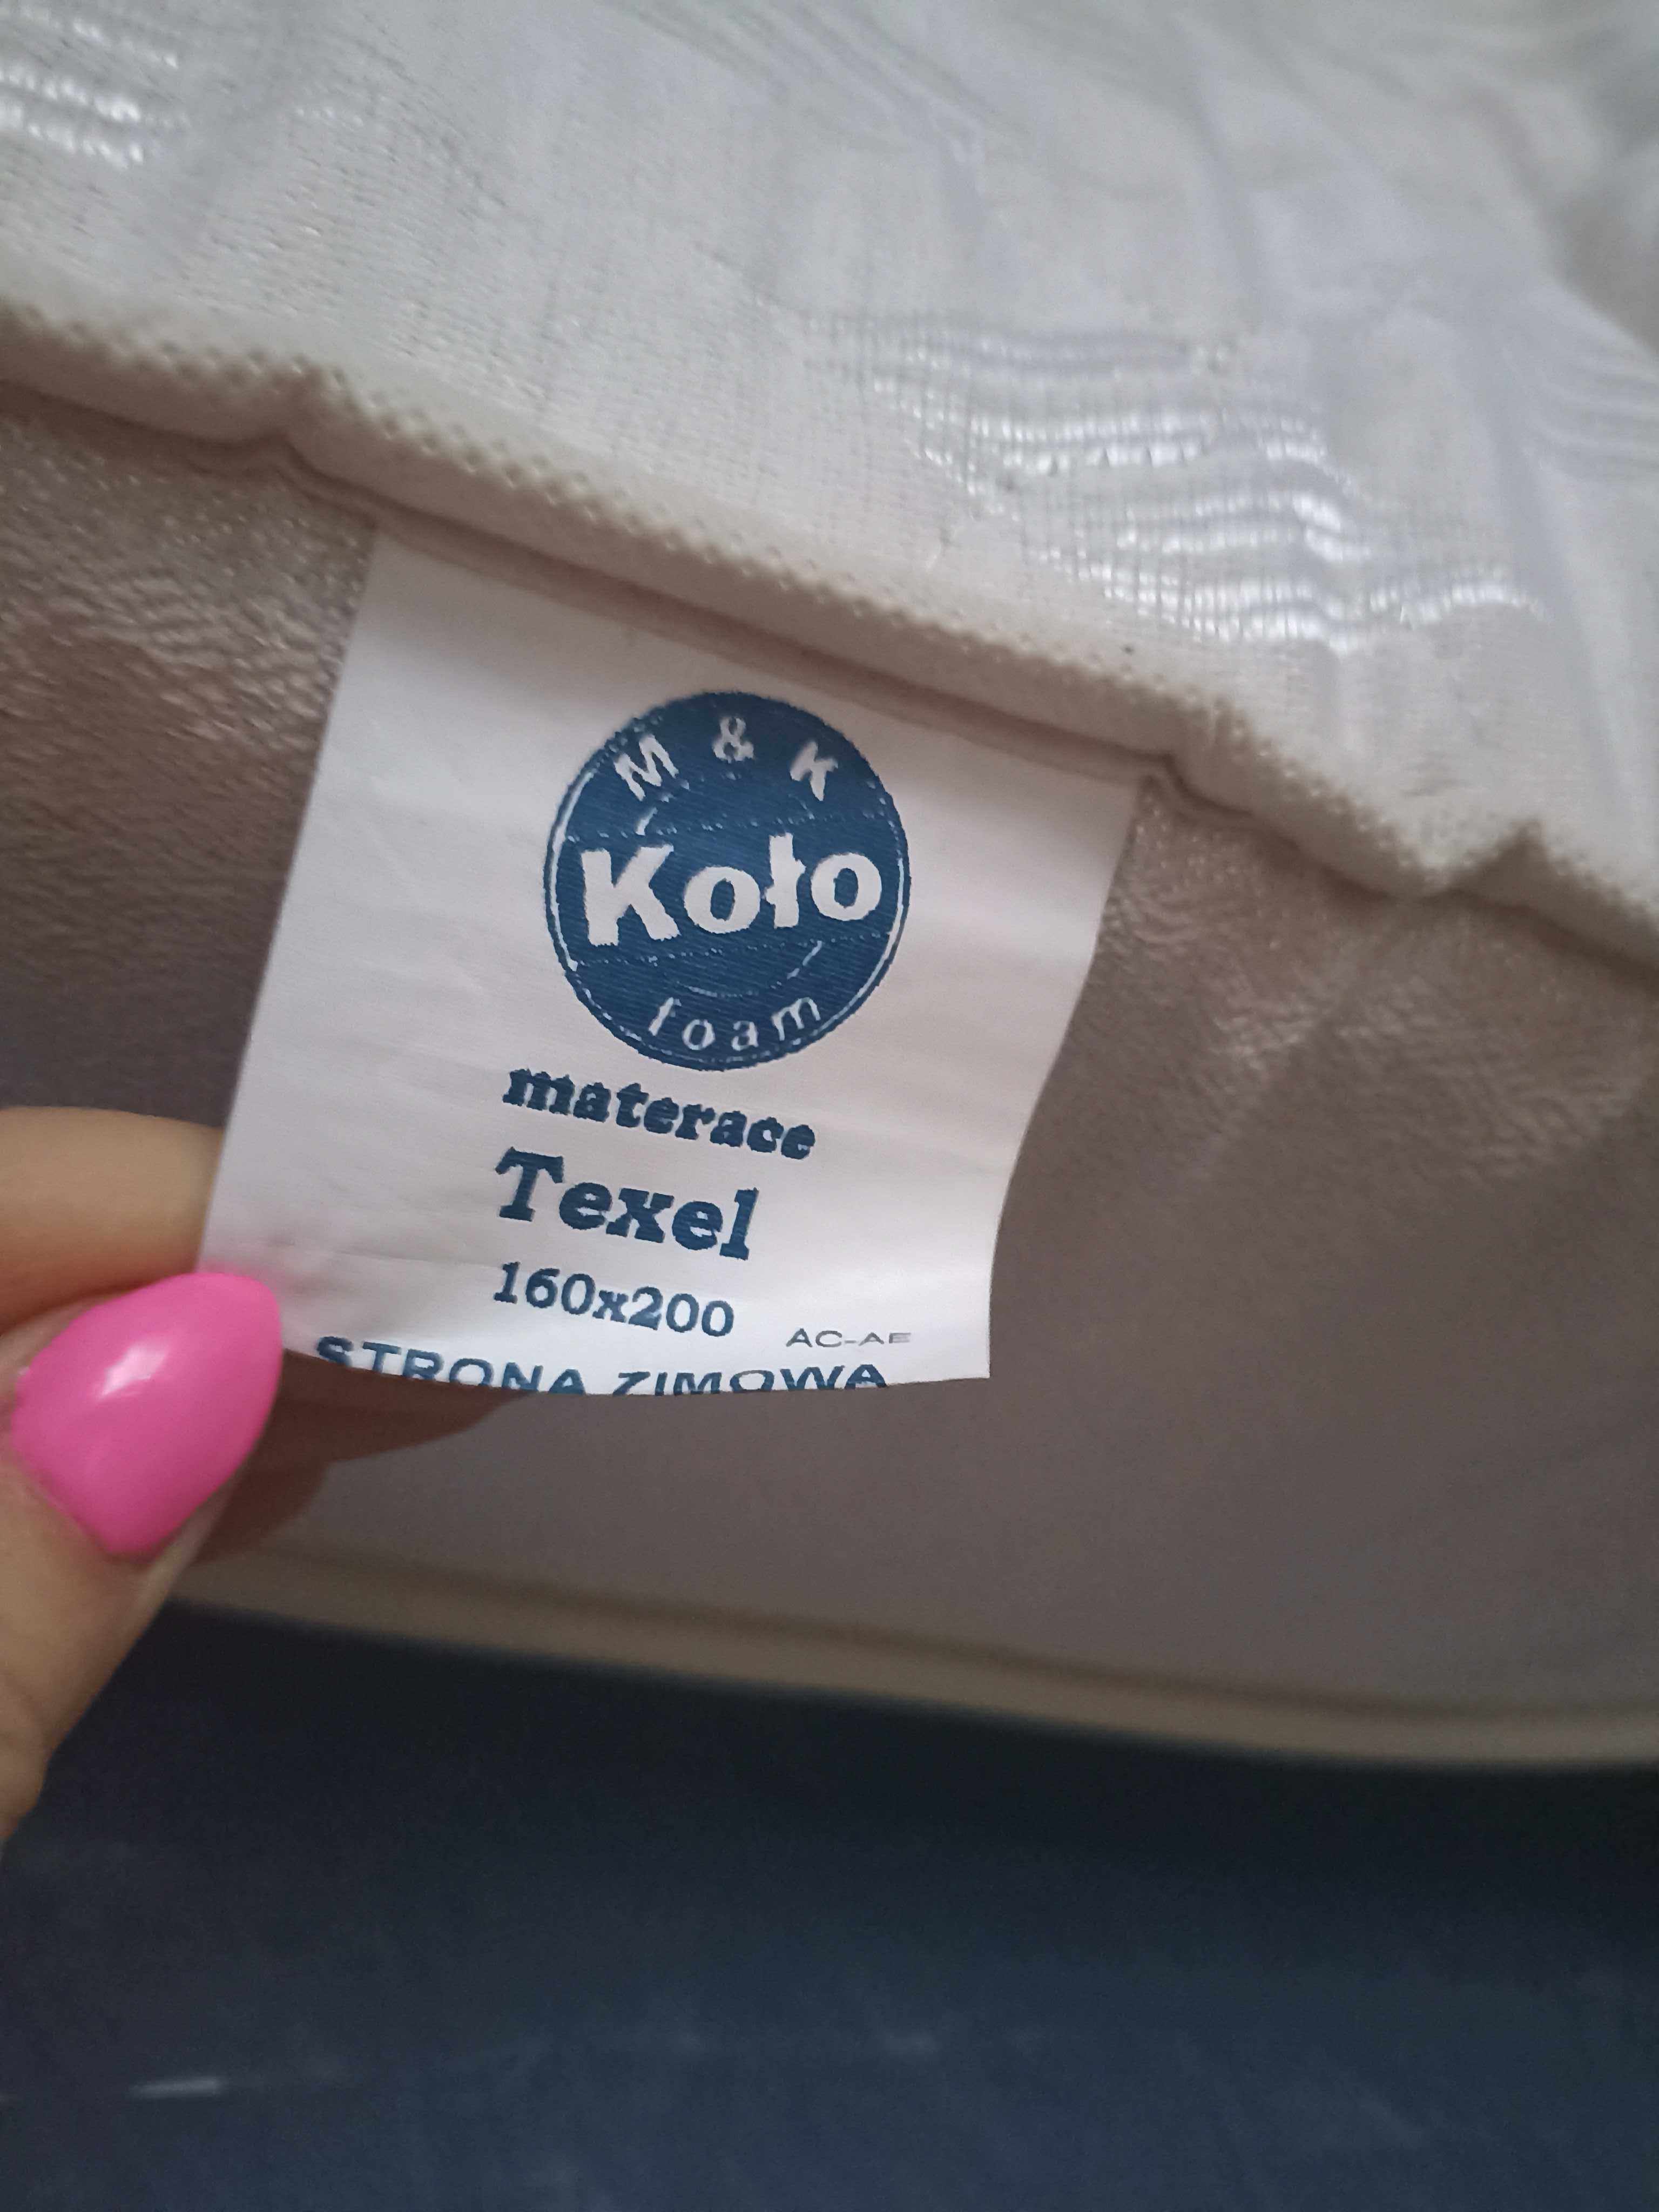 M & K
Koło
foam
materace
Texel
160x200
AC-AE
STRONA ZIMOWA